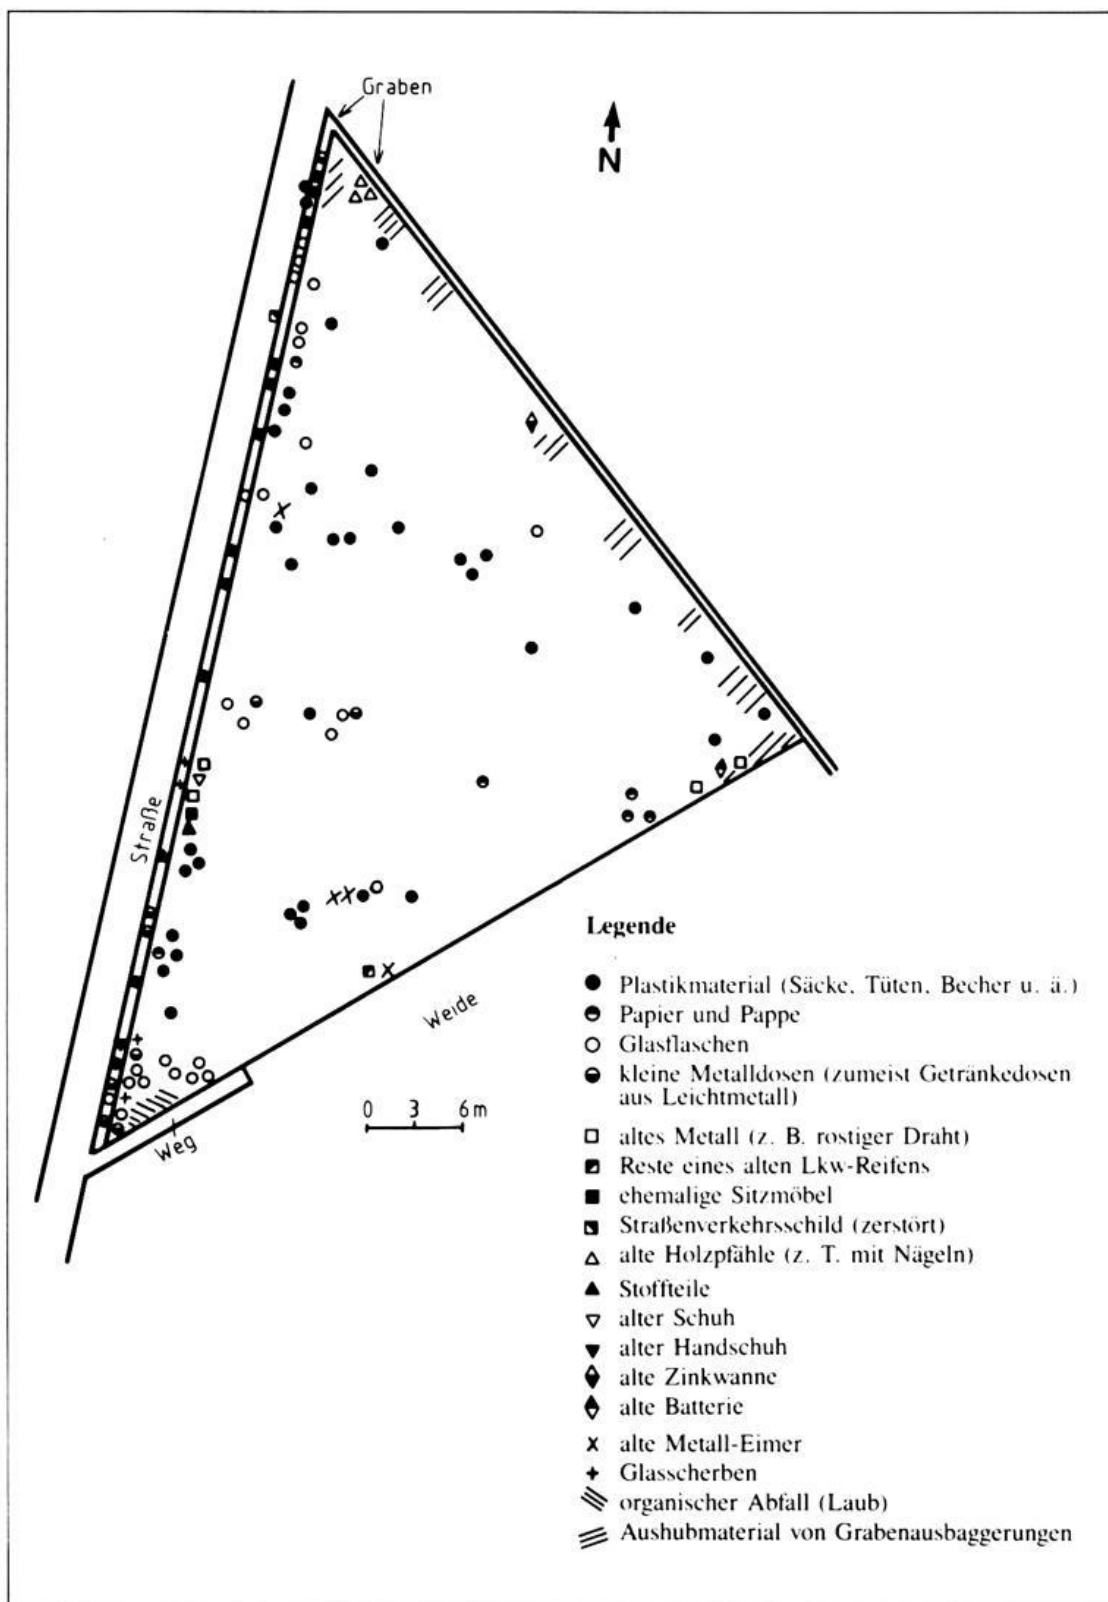 Graben
N
Straße
Weide
Weg
0 3 6 m
Legende
Plastikmaterial (Säcke, Tüten, Becher u. ä.)
Papier und Pappe
Glasflaschen
kleine Metalldosen (zumeist Getränkedosen
aus Leichtmetall)
altes Metall (z. B. rostiger Draht)
Reste eines alten Lkw-Reifens
ehemalige Sitzmöbel
Straßenverkehrsschild (zerstört)
alte Holzpfähle (z. T. mit Nägeln)
Stoffteile
alter Schuh
alter Handschuh
alte Zinkwanne
alte Batterie
alte Metall-Eimer
Glasscherben
organischer Abfall (Laub)
Aushubmaterial von Grabenausbaggerungen